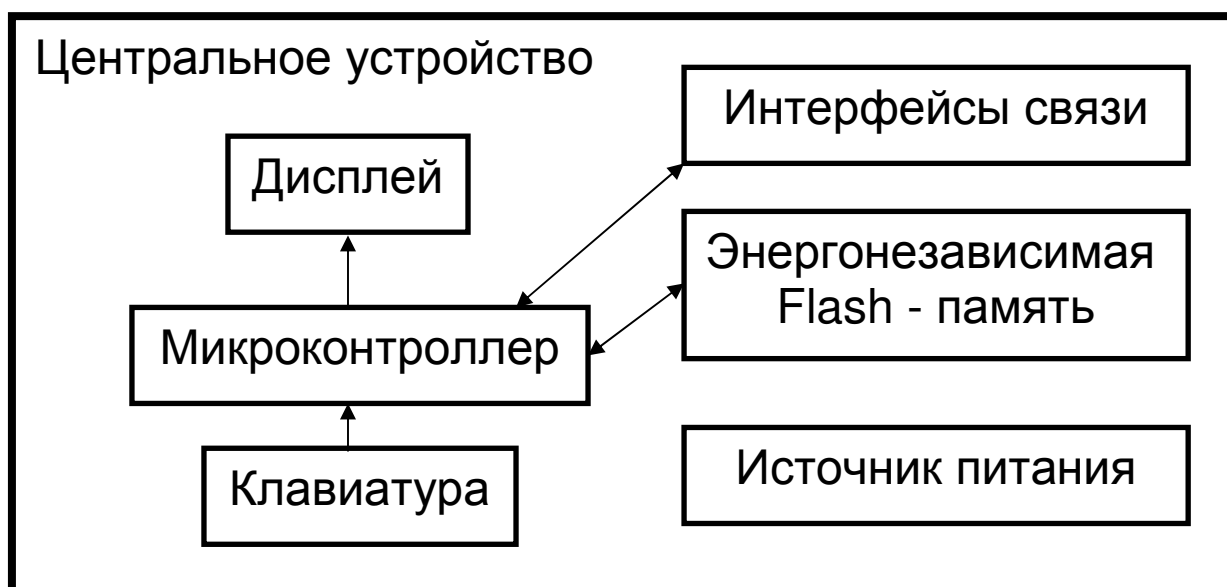 Центральное устройство
Интерфейсы связи
Дисплей
Энергонезависимая
Flash - память
Микроконтроллер
Источник питания
Клавиатура